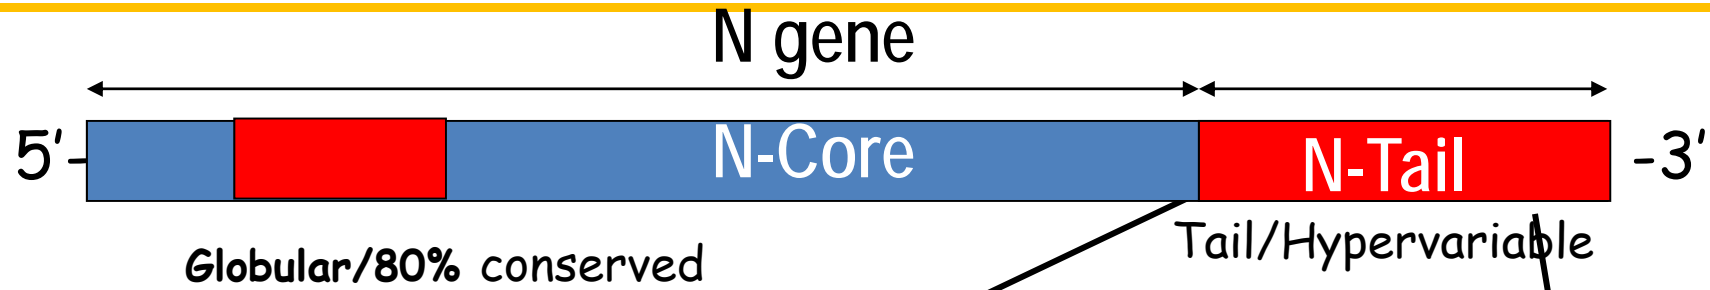 N gene
5'- N-Core N-Tail -3'
Tail/Hypervariable
Globular/80% conserved